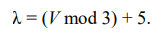 λ = (V mod 3) + 5.